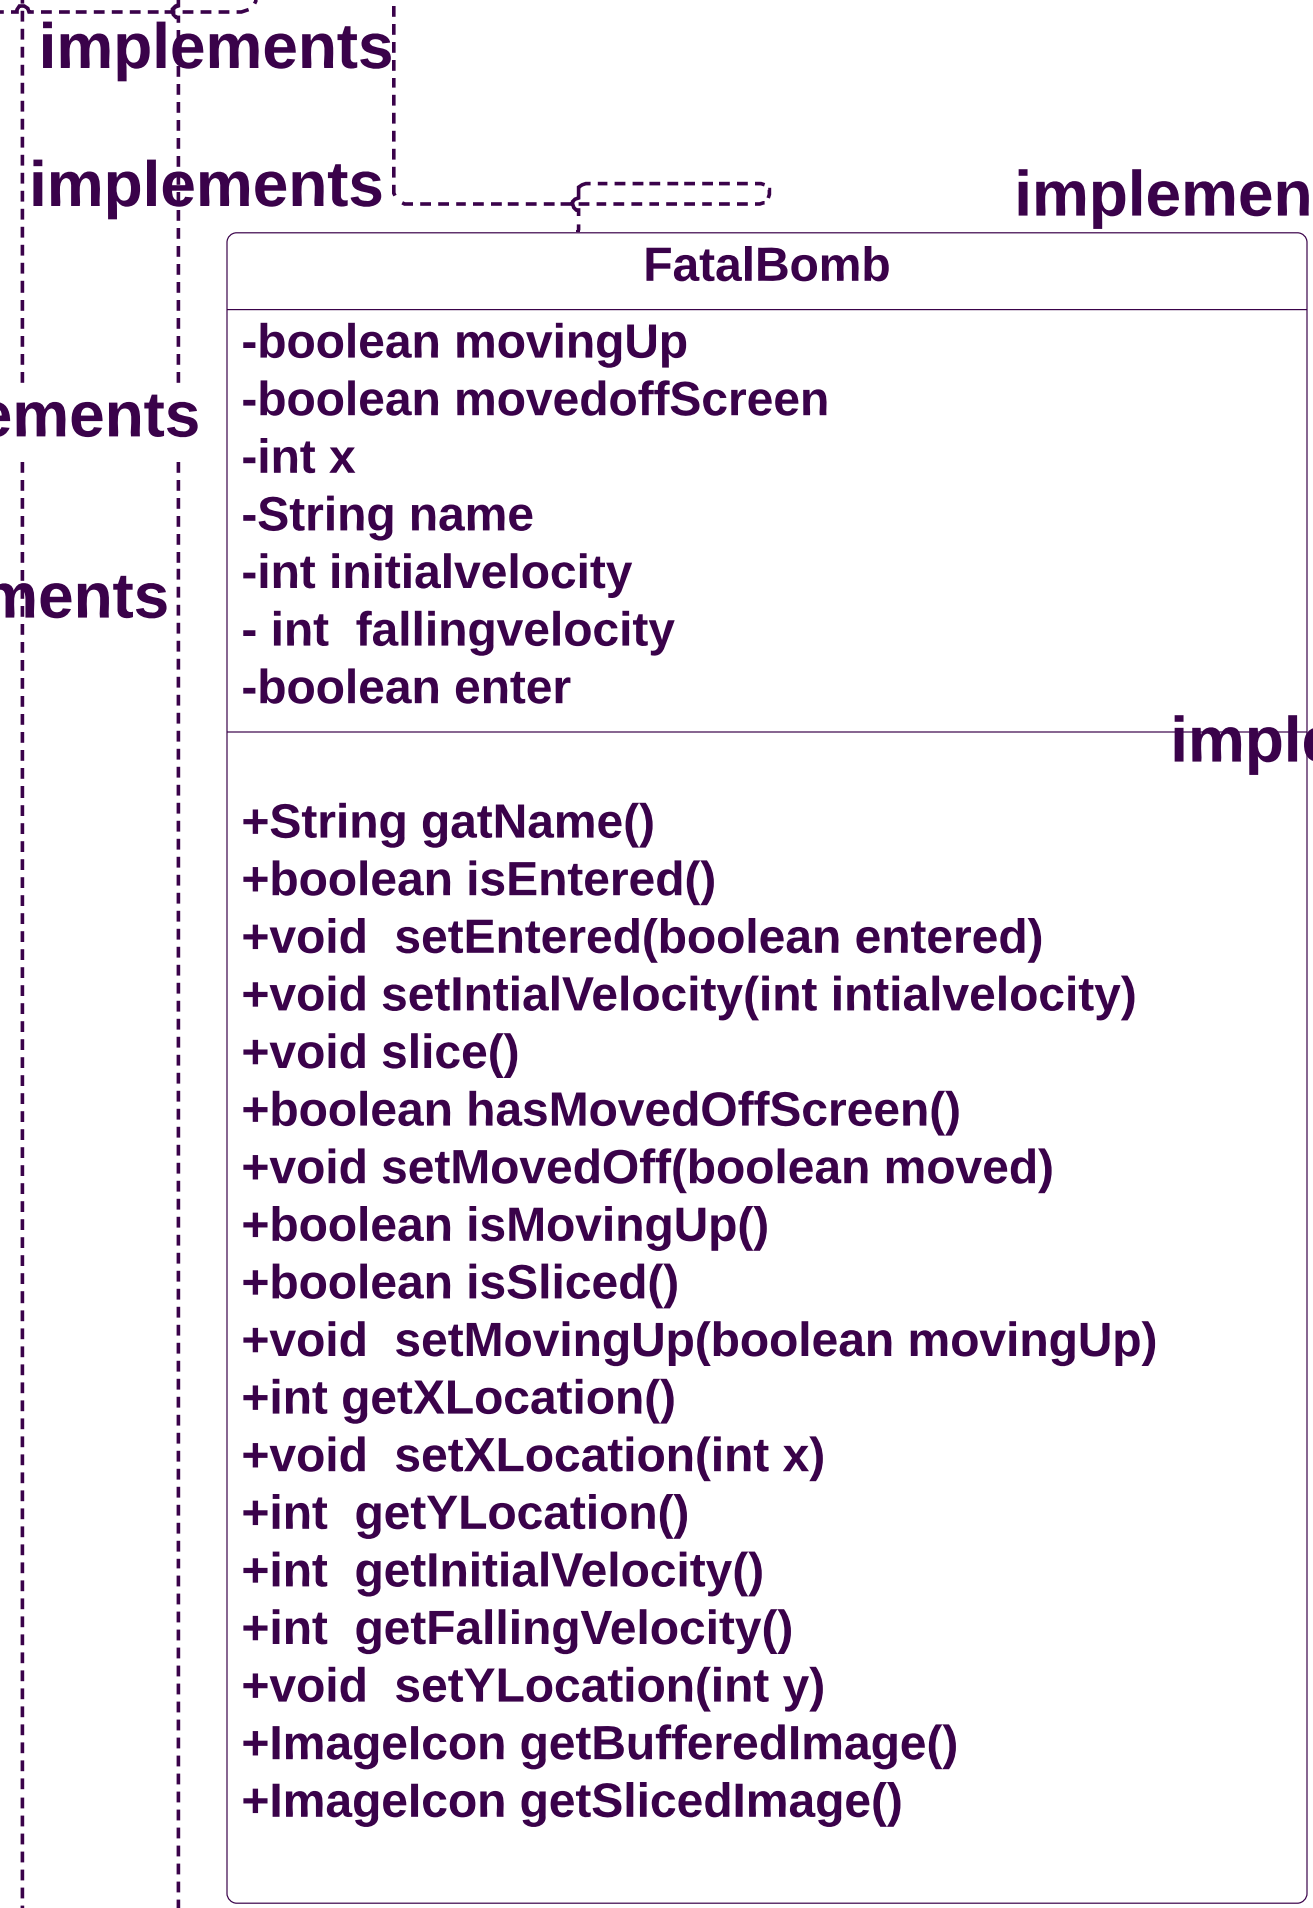 implements
implements
implemen
FatalBomb
-boolean movingUp
-boolean movedoffScreen
ements
-int x
-String name
-int initialvelocity
ments
- int  fallingvelocity
-boolean enter
imple
+String gatName()
+boolean isEntered()
+void  setEntered(boolean entered)
+void setIntialVelocity(int intialvelocity)
+void slice()
+boolean hasMovedOffScreen()
+void setMovedOff(boolean moved)
+boolean isMovingUp()
+boolean isSliced()
+void  setMovingUp(boolean movingUp)
+int getXLocation()
+void  setXLocation(int x)
+int  getYLocation()
+int  getInitialVelocity()
+int  getFallingVelocity()
+void  setYLocation(int y)
+ImageIcon getBufferedImage()
+ImageIcon getSlicedImage()